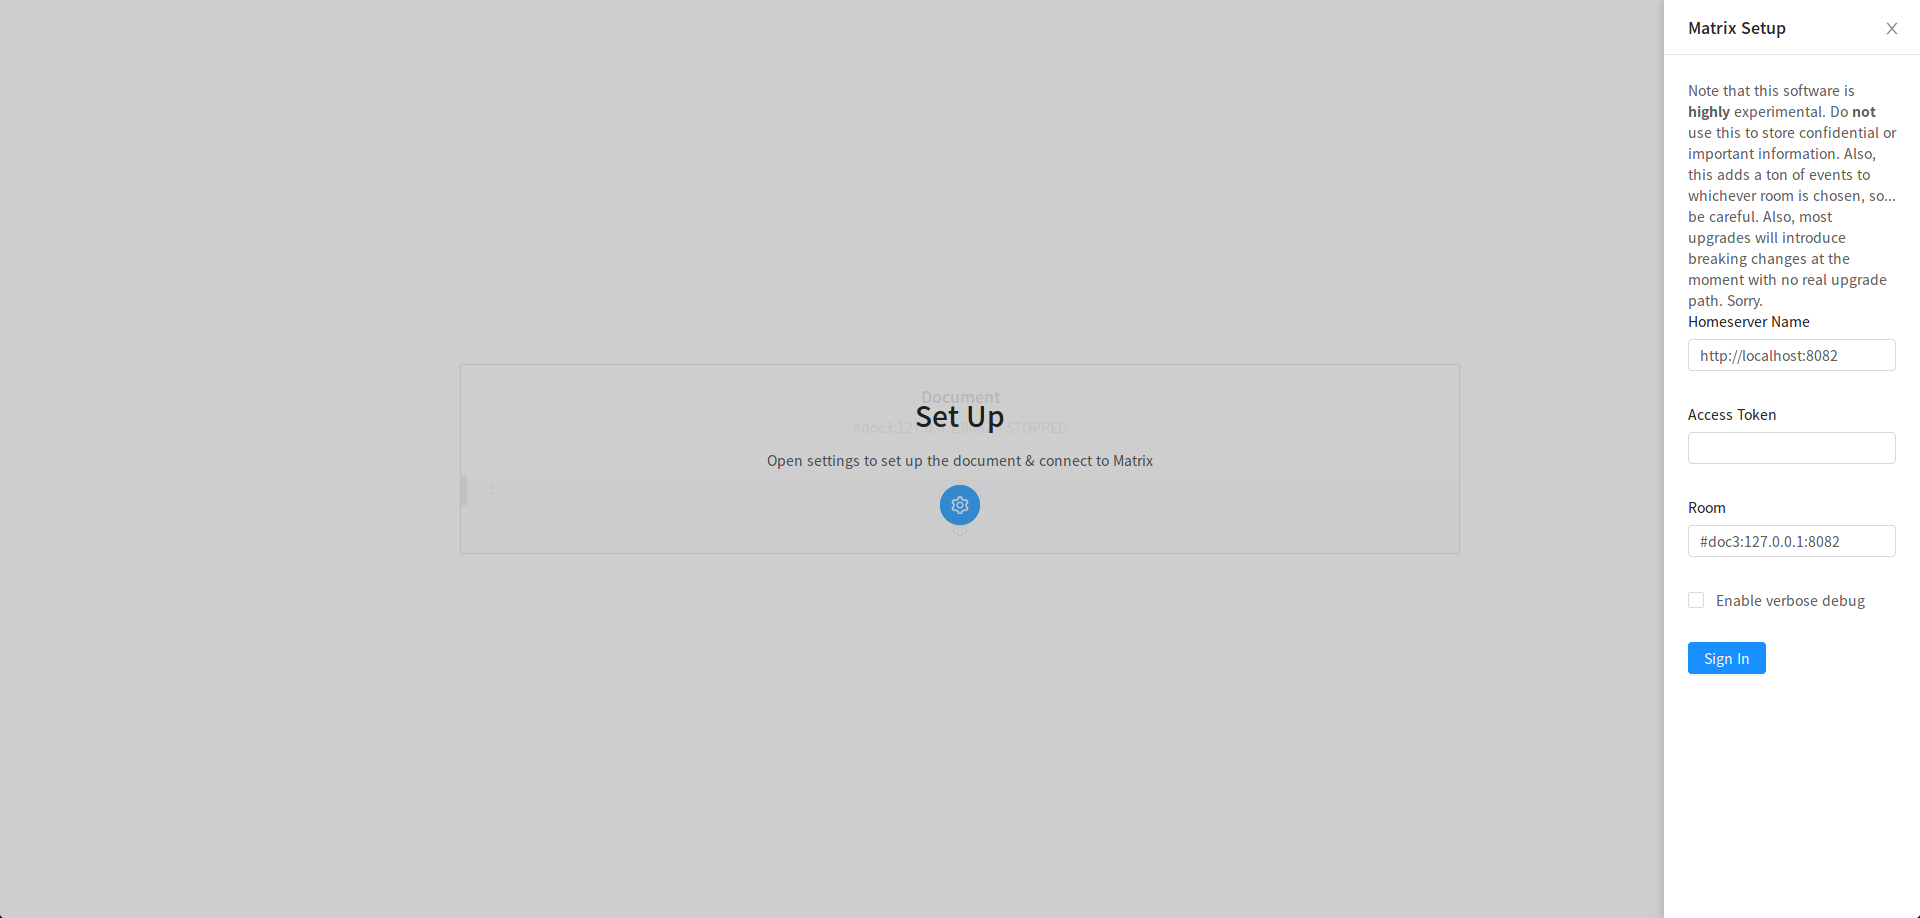 Matrix Setup
Note that this software is
highly experimental. Do not
use this to store confidential or
important information. Also,
this adds a ton of events to
whichever room is chosen, so...
be careful. Also, most
upgrades will introduce
breaking changes at the
moment with no real upgrade
path. Sorry.
Homeserver Name
http://localhost:8082
Access Token
Room
#doc3:127.0.0.1:8082
Enable verbose debug
Sign In
Document
Set Up
#doc3:12 STOPPED
Open settings to set up the document & connect to Matrix
1